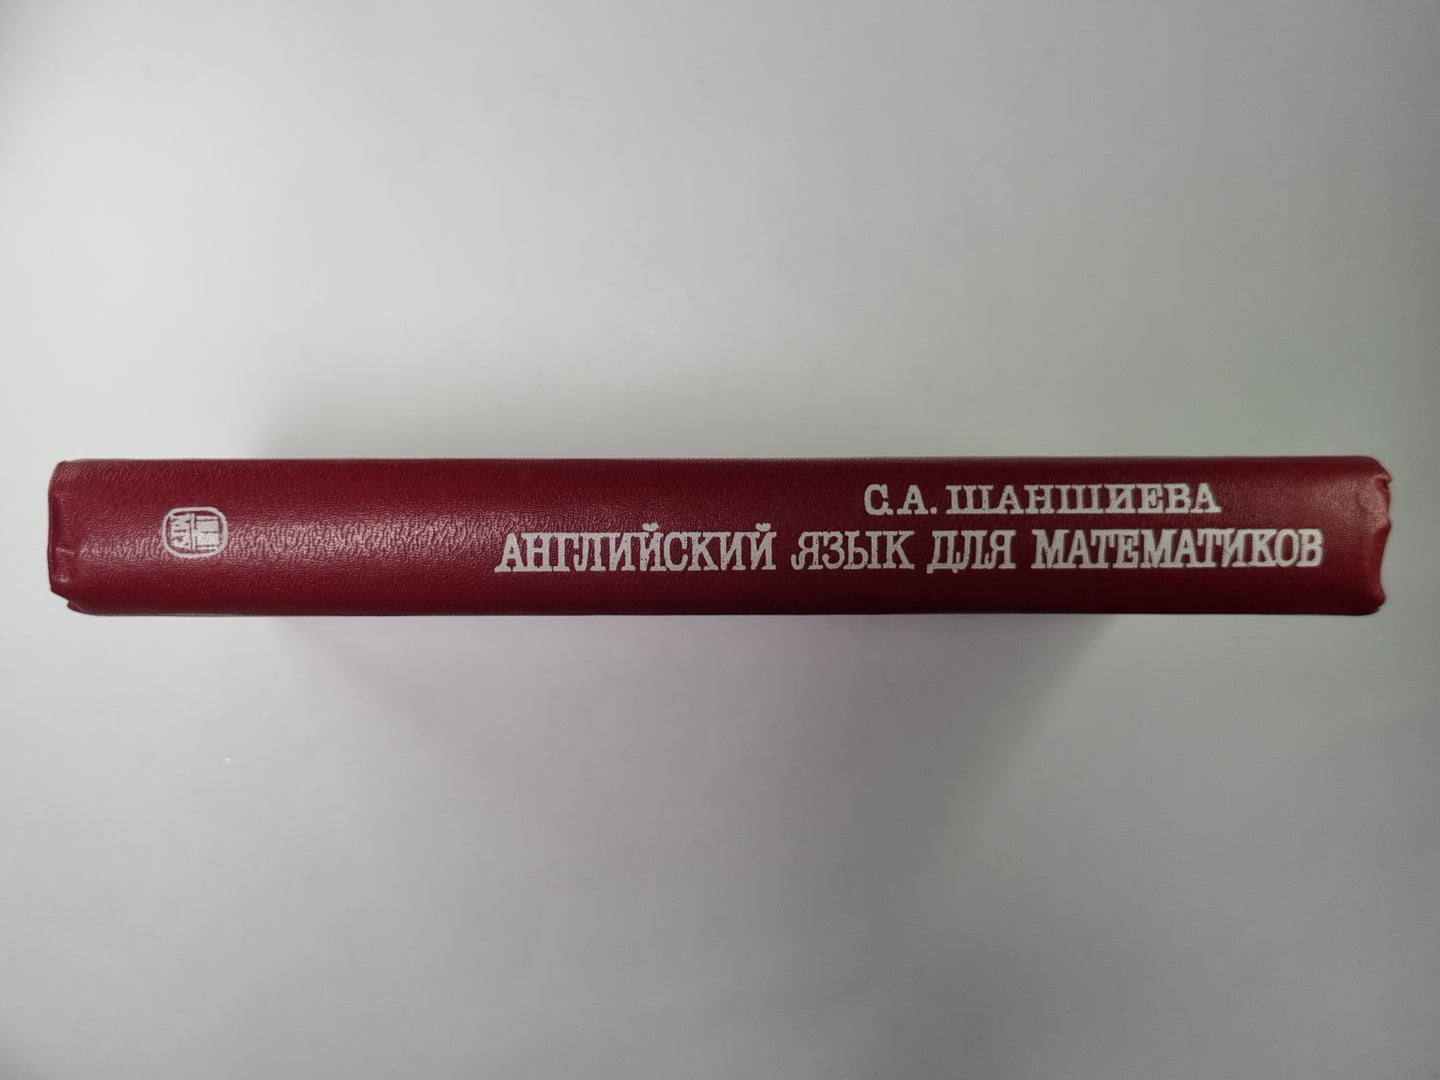 С.А. ШАНШИЕВА
АНГЛИЙСКИЙ ЯЗЫК ДЛЯ МАТЕМАТИКОВ